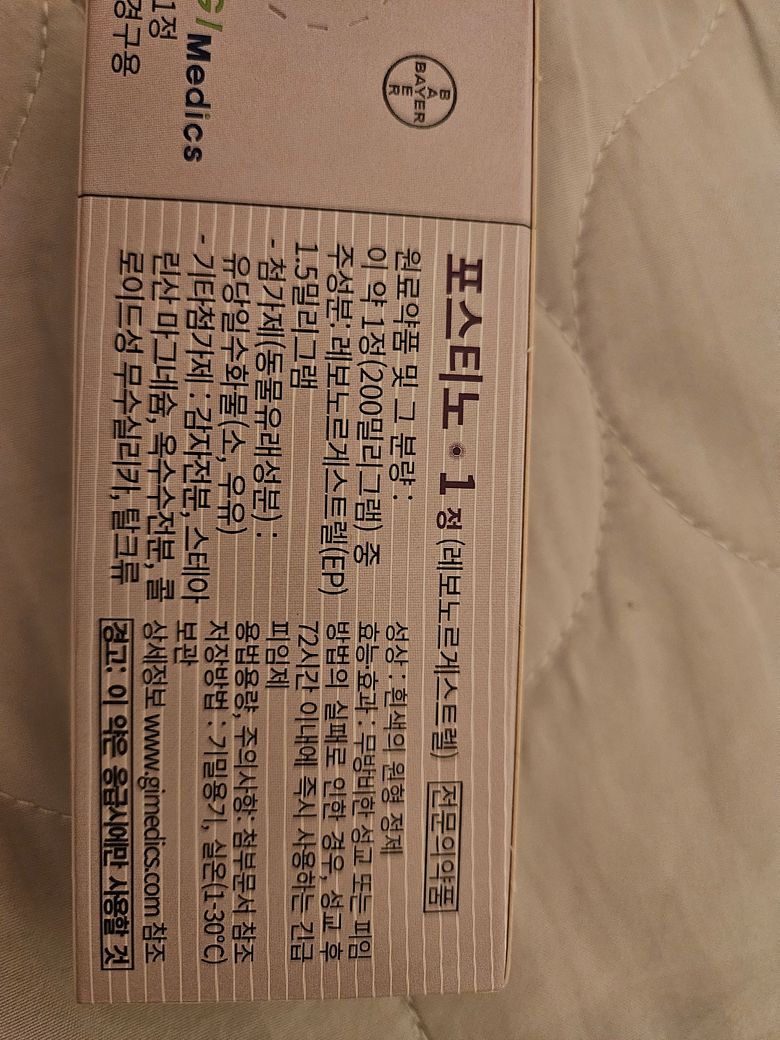 GI Medics
1정
경구용
BAYER
BAYER
포스티노·1정 (레보노르게스트렐) 전문의약품
원료약품 및 그 분량 :
이 약 1정(200밀리그램) 중
주성분: 레보노르게스트렐(EP)
1.5밀리그램
- 첨가제(동물유래성분) :
유당일수화물(소, 우유)
- 기타첨가제 : 감자전분, 스테아
린산 마그네슘, 옥수수전분, 콜
로이드성 무수실리카, 탈크류
성상 : 흰색의 원형 정제
효능·효과 : 무방비한 성교 또는 피임
방법의 실패로 인한 경우, 성교 후
72시간 이내에 즉시 사용하는 긴급
피임제
용법용량, 주의사항: 첨부문서 참조
저장방법 : 기밀용기, 실온(1-30°C)
보관
상세정보 www.gimedics.com 참조
경고: 이 약은 응급시에만 사용할 것